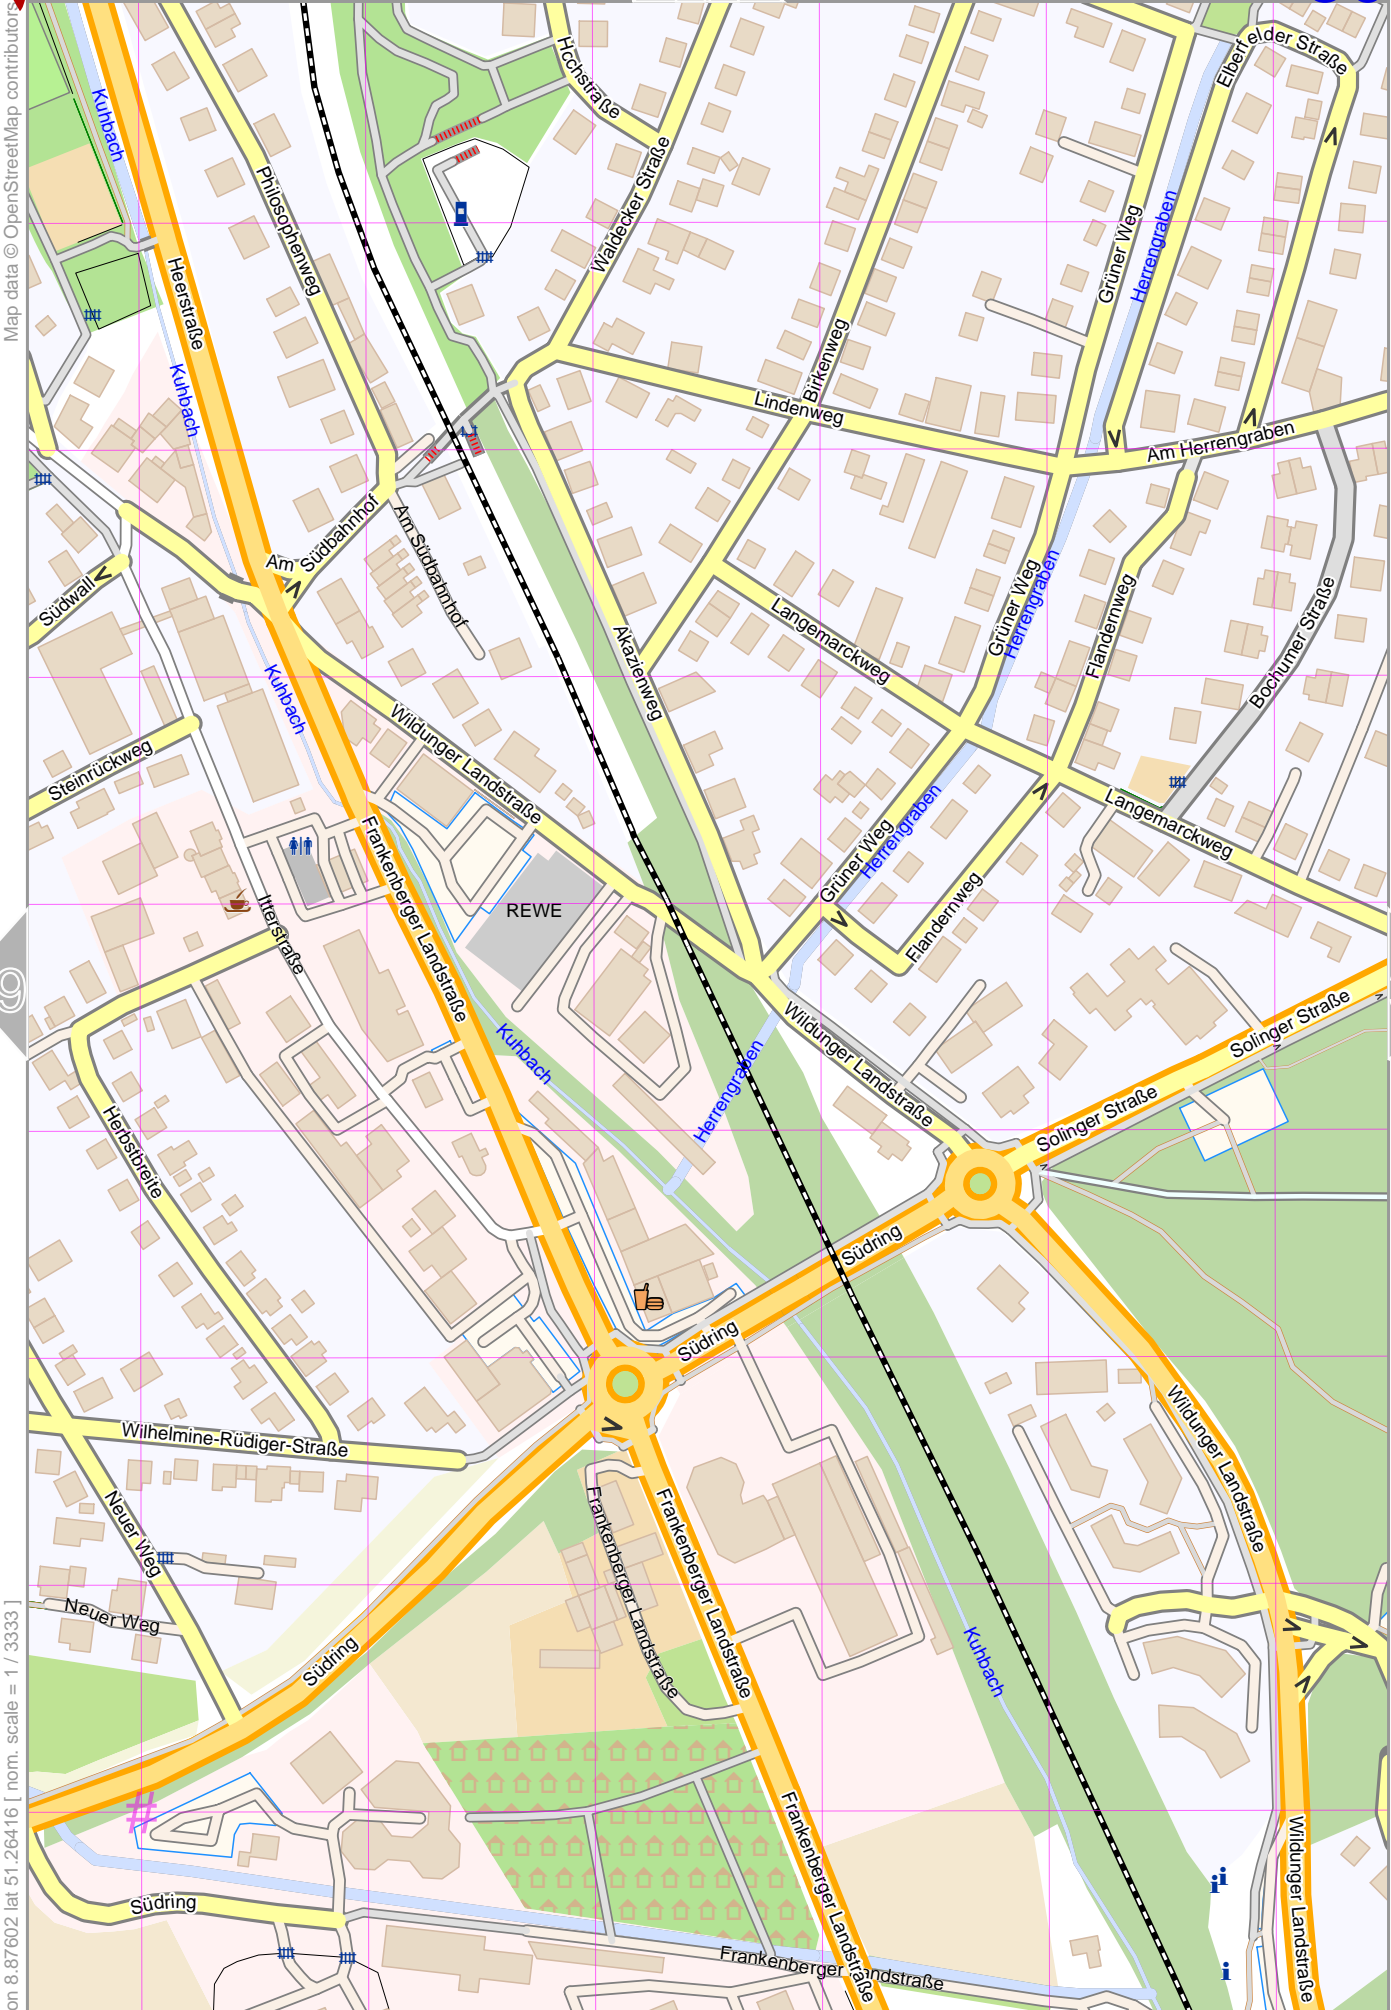 Map data © OpenStreetMap contributors
Kuhbach
Hochstraße
Elberfelder Straße
Philosophenweg
Waldecker Straße
Grüner Weg
Herrengraben
Heerstraße
Kuhbach
Birkenweg
Lindenweg
Am Herrengraben
Am Südbahnhof
Am Südbahnhof
Südwall
Grüner Weg
Herrengraben
Flandernweg
Bochumer Straße
Langemarckweg
Akazienweg
Kuhbach
Steinrückweg
Wildunger Landstraße
Langemarckweg
Grüner Weg
Herrengraben
Frankenberger Landstraße
REWE
Flandernweg
Itterstraße
9
Kuhbach
Wildunger Landstraße
Solinger Straße
Herrengraben
Solinger Straße
Herbstbreite
Südring
Südring
Wilhelmine-Rüdiger-Straße
Wildunger Landstraße
Neuer Weg
Frankenberger Landstraße
Frankenberger Landstraße
Neuer Weg
Südring
Kuhbach
#
Frankenberger Landstraße
Wildunger Landstraße
Südring
Frankenberger Landstraße
on 8.87602 lat 51.26416 [ nom. scale = 1 / 3333 ]